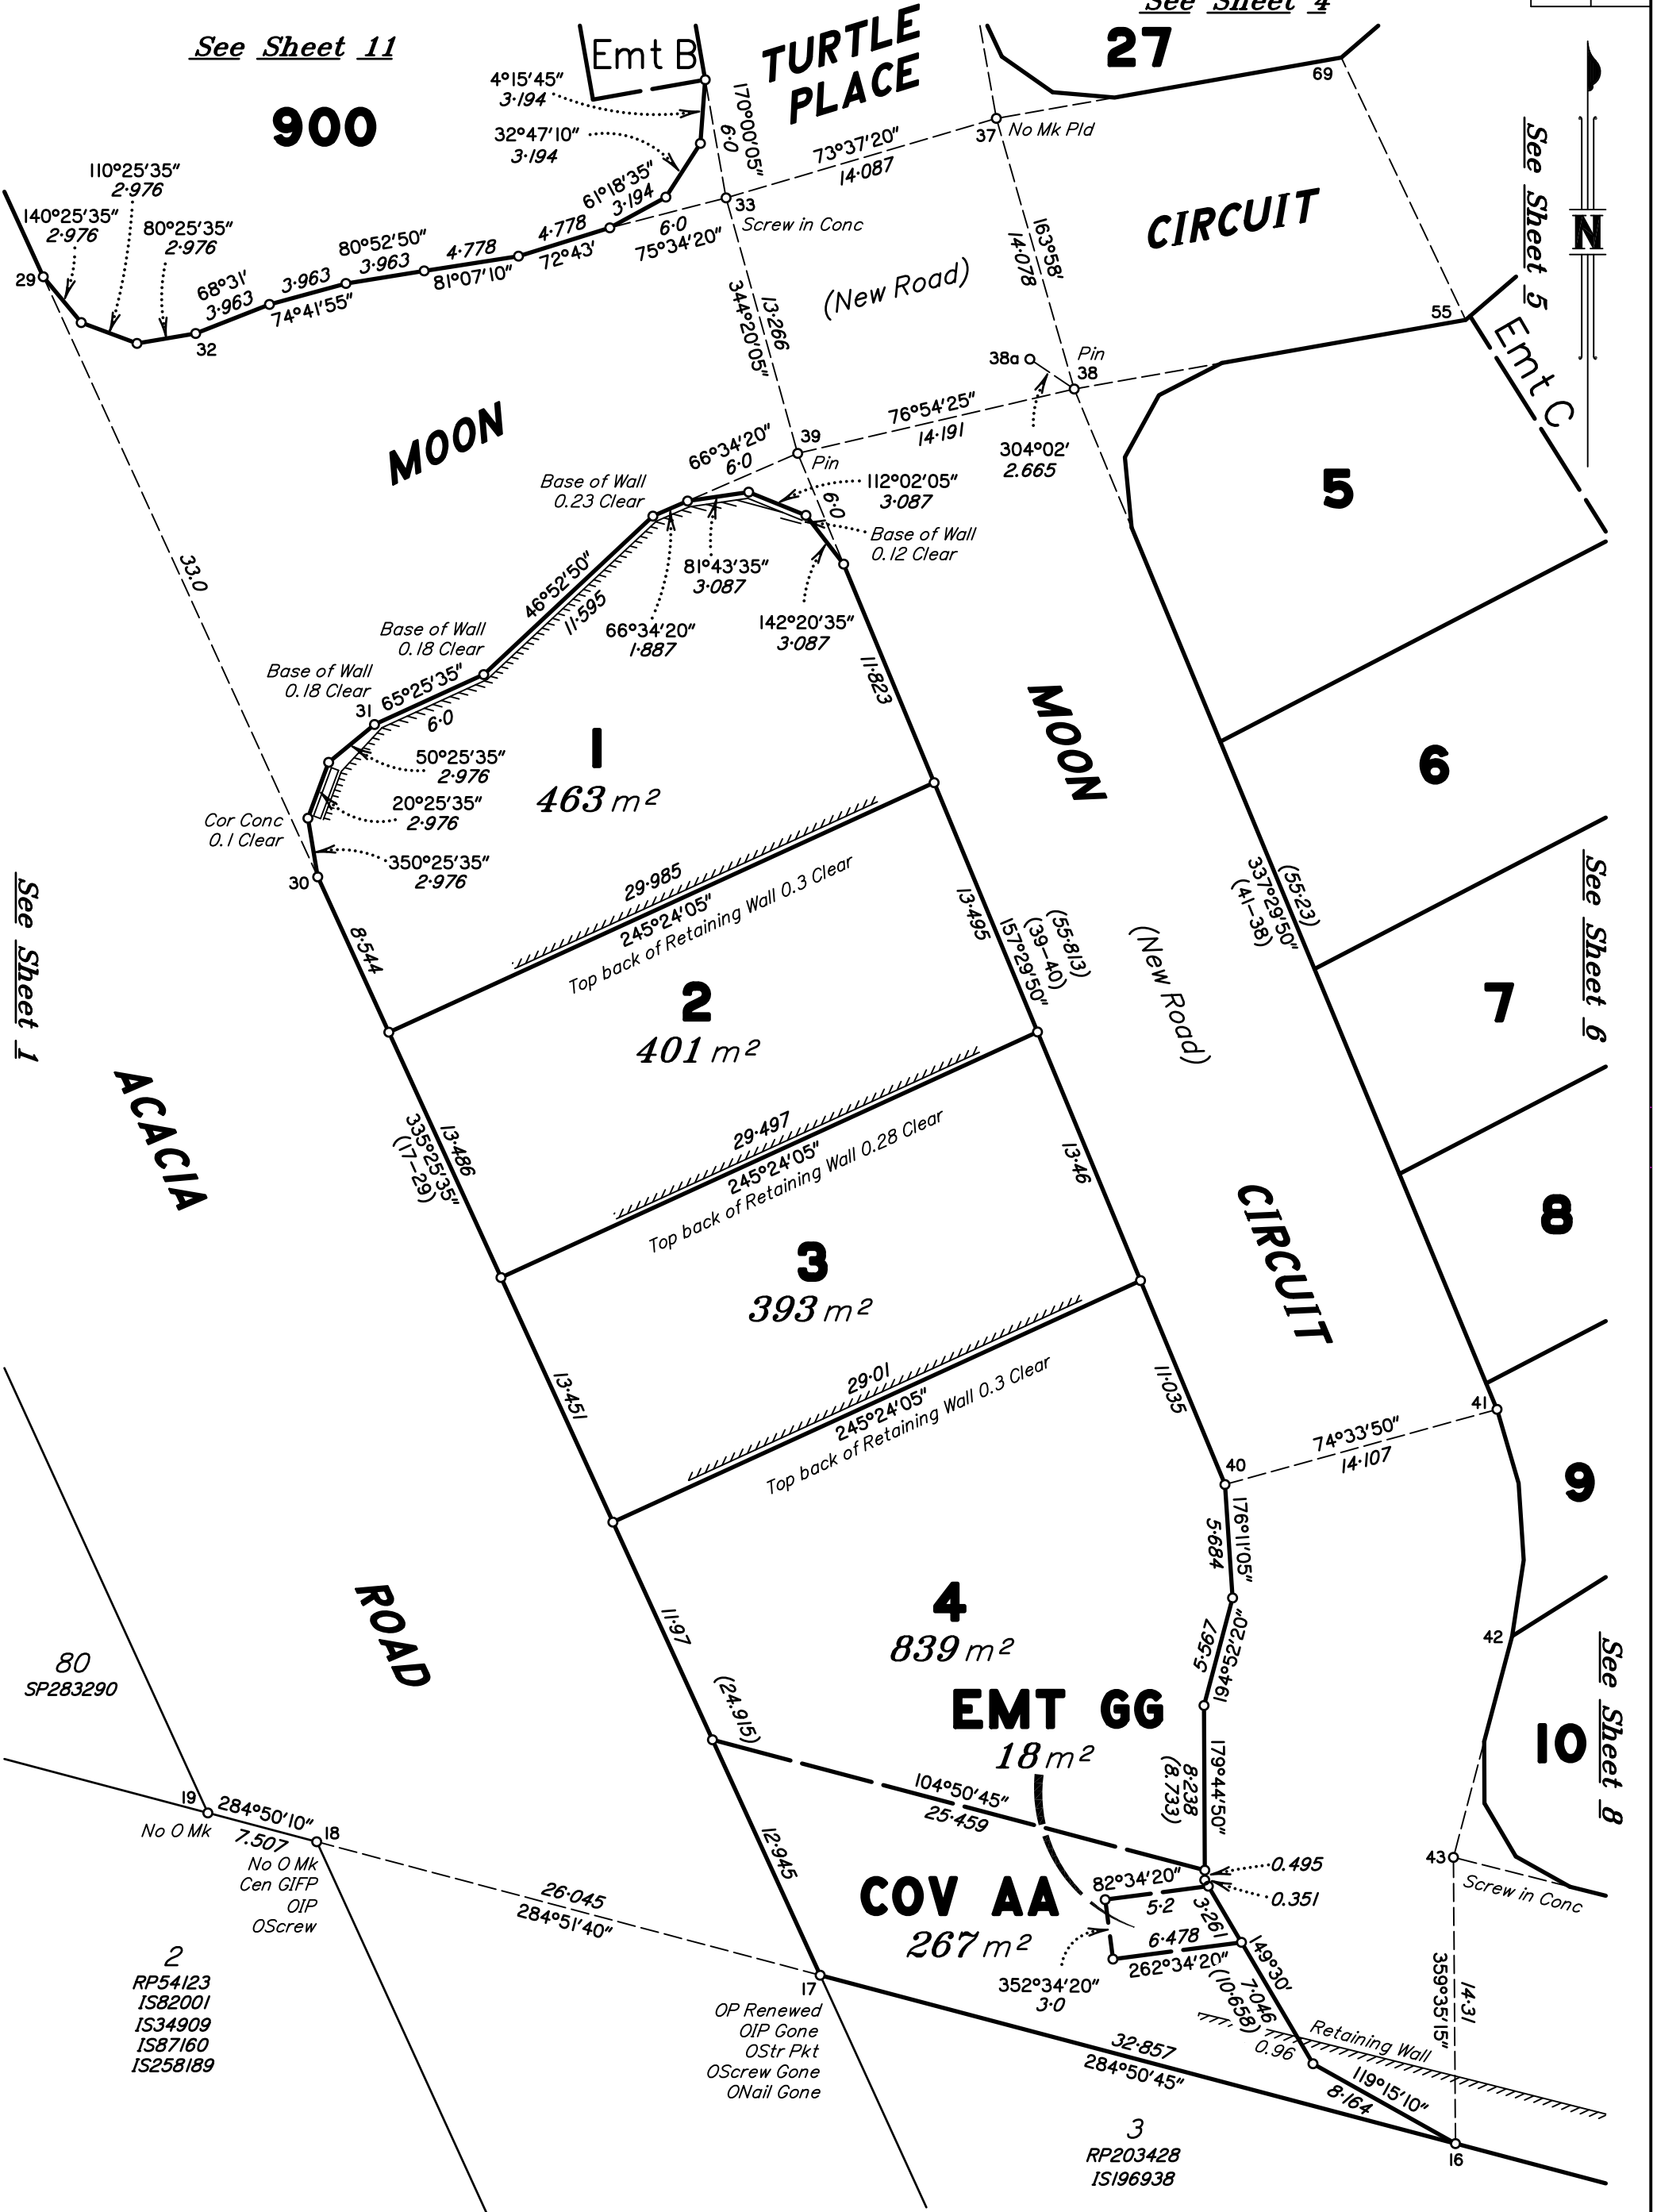 See Sheet 4
See Sheet 11
Emt B
TURTLE
PLACE
27
69
900
4°15'45"
3·194
32°47'10"
3·194
170°00'05"
6·0
37
No Mk Pld
73°37'20"
14·087
See Sheet 5
N
110°25'35"
2·976
140°25'35"
2·976
80°25'35"
2·976
61°18'35"
3·194
33
Screw in Conc
6·0
75°34'20"
4·778
72°43'
4·778
81°07'10"
80°52'50"
3·963
3·963
74°41'55"
68°31'
3·963
29
32
CIRCUIT
163°58'
14·078
(New Road)
13·266
344°20'05"
55
Emt C
38a
Pin
38
304°02'
2.665
MOON
76°54'25"
14·191
39
Pin
66°34'20"
6·0
6·0
112°02'05"
3·087
Base of Wall
0.23 Clear
Base of Wall
0.12 Clear
5
81°43'35"
3·087
46°52'50"
11·595
66°34'20"
1·887
142°20'35"
3·087
33·0
Base of Wall
0.18 Clear
Base of Wall
0.18 Clear
31
65°25'35"
6·0
11·823
MOON
1
463 m²
6
50°25'35"
2·976
20°25'35"
2·976
Cor Conc
0.1 Clear
350°25'35"
2·976
30
See Sheet 1
See Sheet 6
29·985
245°24'05"
Top back of Retaining Wall 0.3 Clear
8·544
13·495
(55·813)
(39-40)
157°29'50"
(55·23)
337°29'50"
(41-38)
(New Road)
2
401 m²
7
ACACIA
13·486
335°25'35"
(17-29)
29·497
245°24'05"
Top back of Retaining Wall 0.28 Clear
13·46
8
CIRCUIT
3
393 m²
13·451
29·01
245°24'05"
Top back of Retaining Wall 0.3 Clear
11·035
41
74°33'50"
14·107
40
9
176°11'05"
5·684
ROAD
11·97
4
839 m²
5·567
194°52'20"
42
See Sheet 8
80
SP283290
(24.915)
EMT GG
18 m²
179°44'50"
8·238
(8.733)
10
104°50'45"
25·459
19
284°50'10"
7.507
18
No O Mk
No O Mk
Cen GIFP
OIP
OScrew
12·945
COV AA
267 m²
82°34'20"
5·2
0.495
0.351
43
Screw in Conc
3·261
6·478
262°34'20"
352°34'20"
3·0
149°30'
7·046
(10·658)
26·045
284°51'40"
14·31
359°35'15"
2
RP54123
IS82001
IS34909
IS87160
IS258189
17
OP Renewed
OIP Gone
OStr Pkt
OScrew Gone
ONail Gone
32·857
284°50'45"
Retaining Wall
0.96
119°15'10"
8·164
16
3
RP203428
IS196938